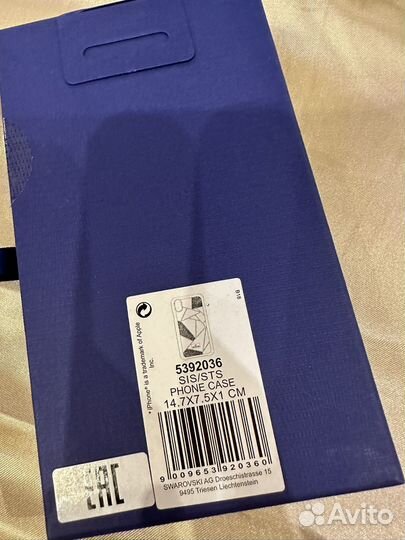 B18
* iPhone® is a trademark of Apple
Inc.
5392036
SIS/STS
PHONE CASE
14.7X7.5X1 CM
9 009653 920360
SWAROVSKI AG Droeschistrasse 15
9495 Triesen Liechtenstein
EAC
Avito